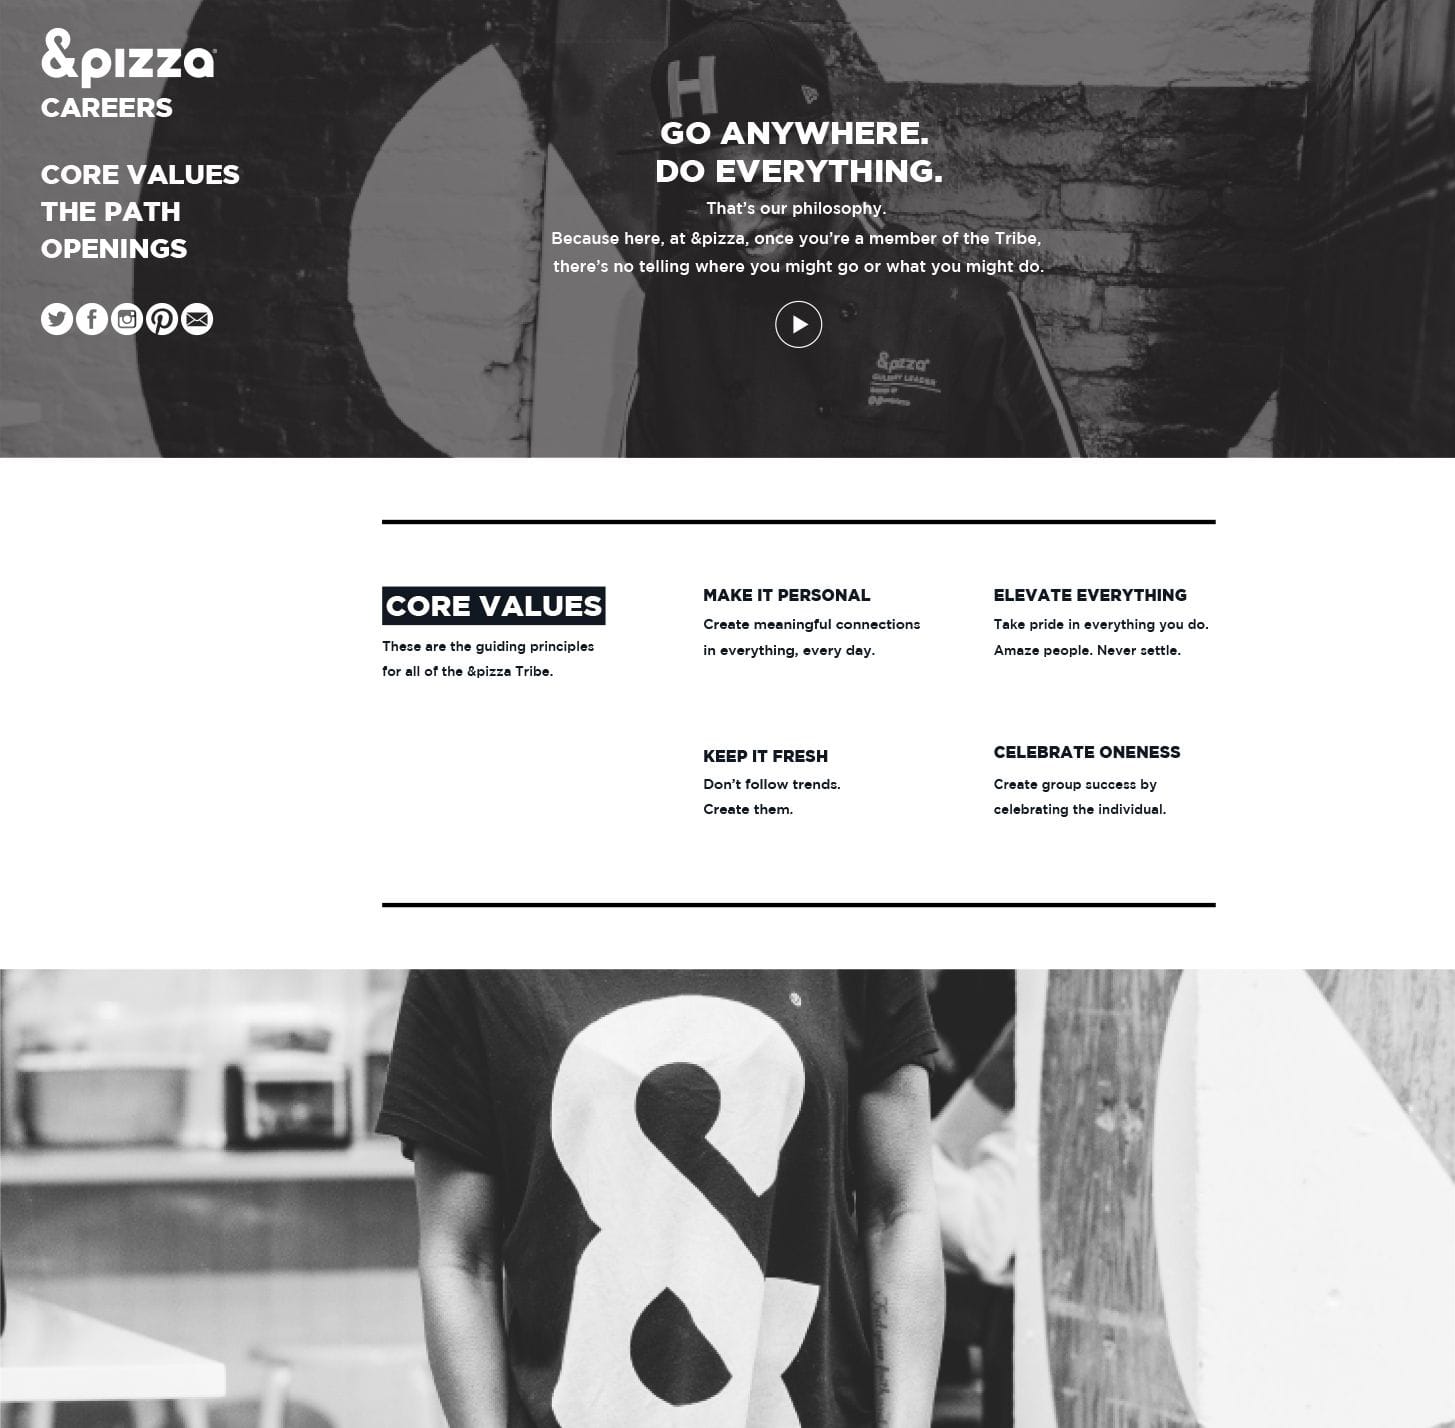 &pizza
CAREERS
CORE VALUES
THE PATH
OPENINGS
H
GO ANYWHERE.
DO EVERYTHING.
That’s our philosophy.
Because here, at &pizza, once you’re a member of the Tribe,
there’s no telling where you might go or what you might do.
&pizza
CORE VALUES
These are the guiding principles
for all of the &pizza Tribe.
MAKE IT PERSONAL
Create meaningful connections
in everything, every day.
ELEVATE EVERYTHING
Take pride in everything you do.
Amaze people. Never settle.
KEEP IT FRESH
Don’t follow trends.
Create them.
CELEBRATE ONENESS
Create group success by
celebrating the individual.
&